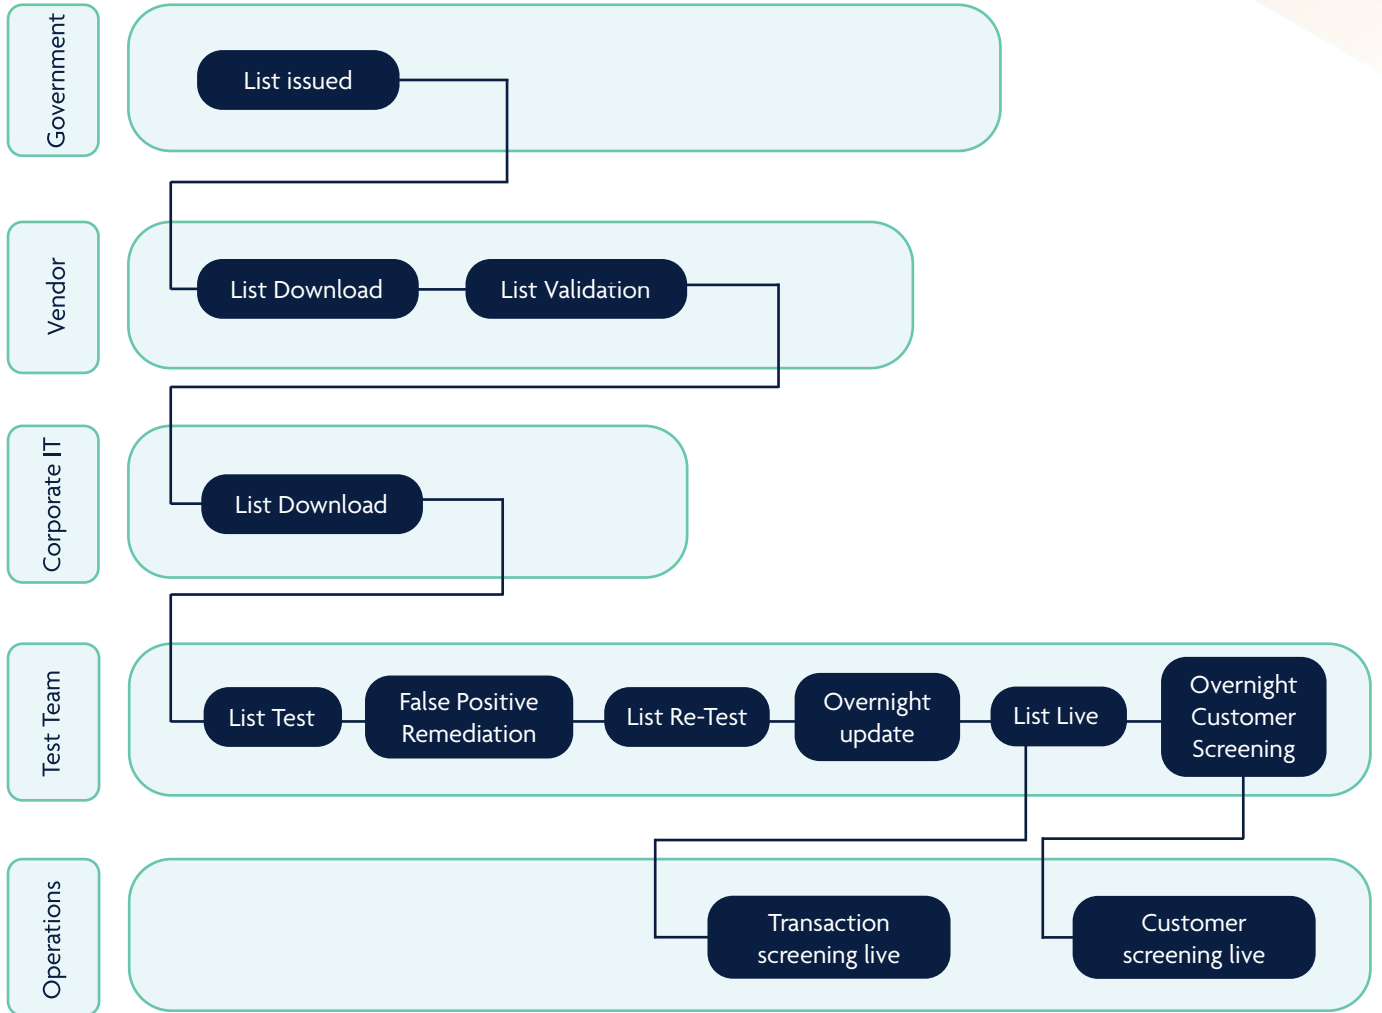 Government
List issued
Vendor
List Download
List Validation
Corporate IT
List Download
Test Team
List Test
False Positive
Remediation
List Re-Test
Overnight
update
List Live
Overnight
Customer
Screening
Operations
Transaction
screening live
Customer
screening live